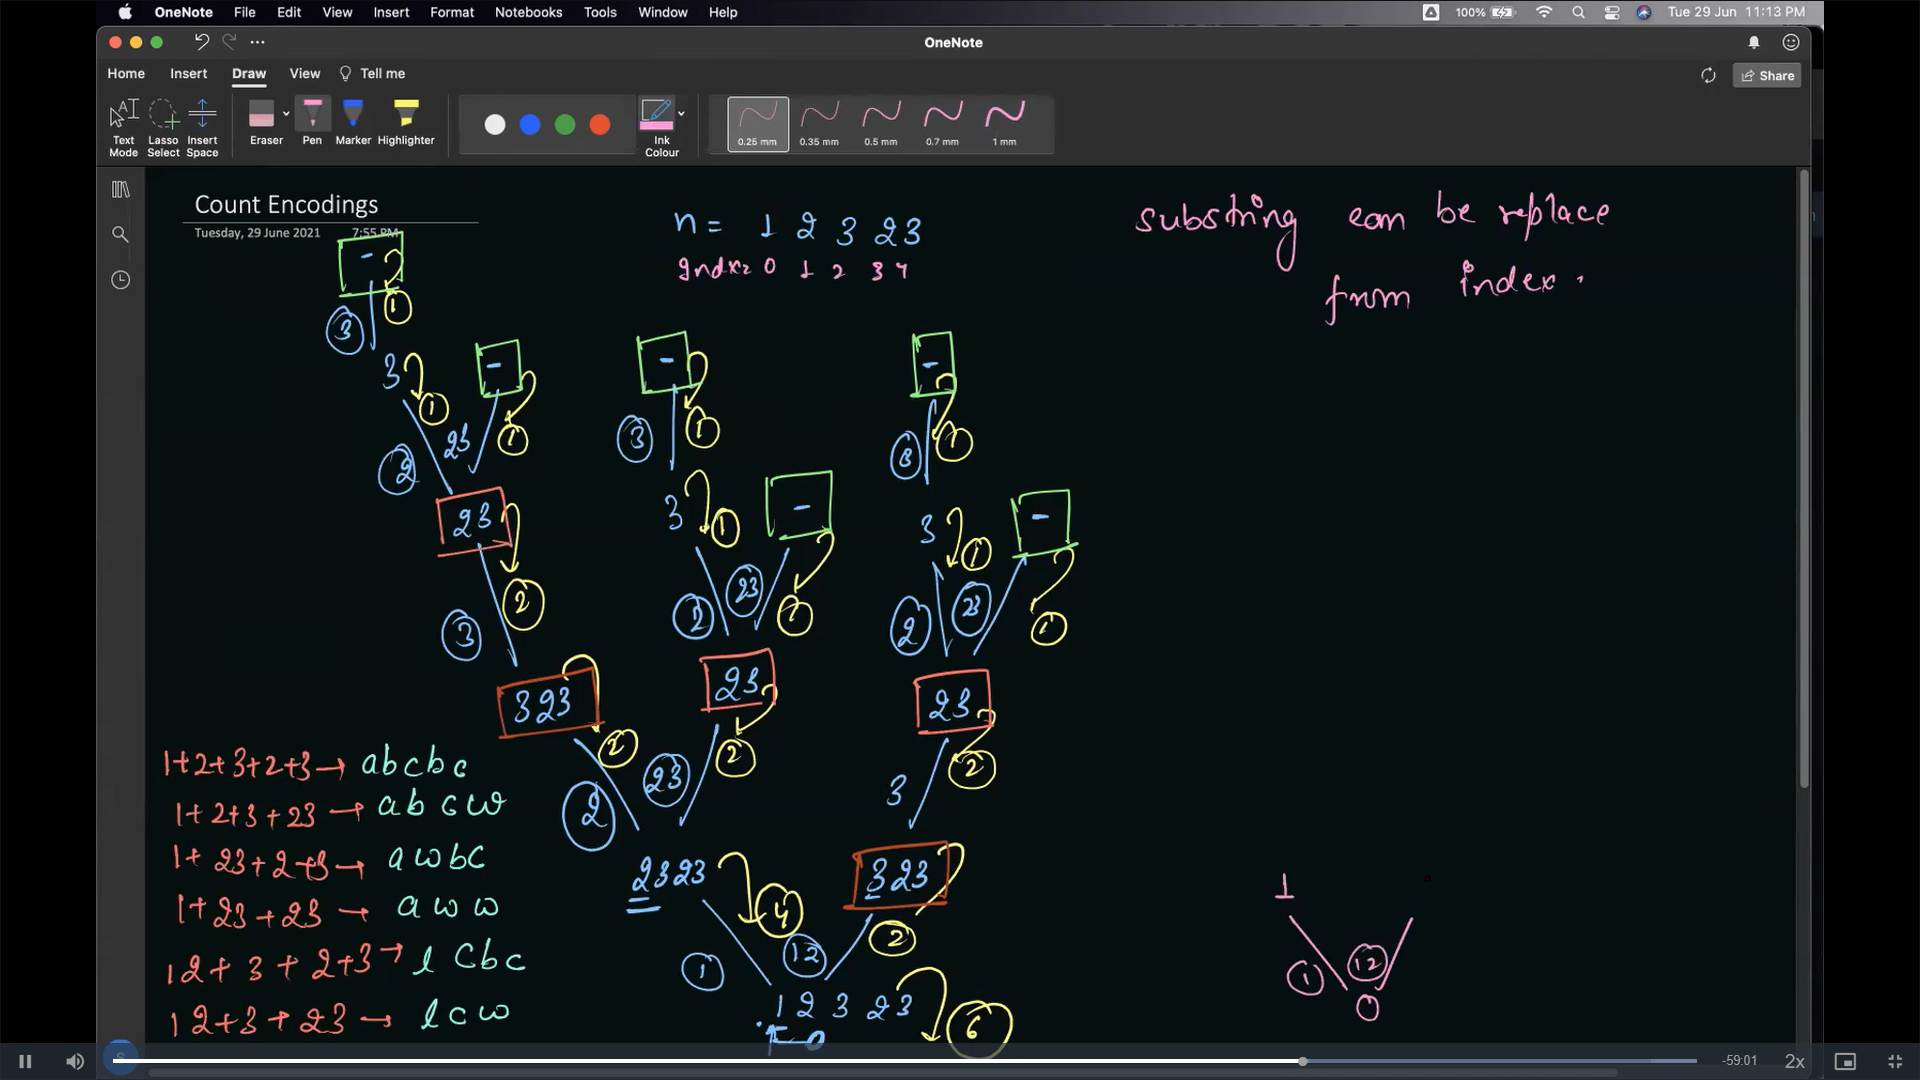 OneNote File Edit View Insert Format Notebooks Tools Window Help
100% Tue 29 Jun 11:13 PM
OneNote
Home Insert Draw View Tell me
Share
Text Mode
Lasso Select
Insert Space
Eraser
Pen
Marker
Highlighter
Ink Colour
0.25 mm
0.35 mm
0.5 mm
0.7 mm
1 mm
Count Encodings
Tuesday, 29 June 2021 7:55 PM
n = 1 2 3 23
Index= 0 1 2 3 4
substring can be replace
from index.
- 1
3
3 1 - 1 - 1 - 1
2 23 3 3
23 2 3 1 - 1 3 1 - 1
3 2 23 2 23
323 2 23 2 23 2
2 23 3
2323 4 323 2
1 12
1 2 3 23 6
1+2+3+2+3 → abcbc
1+2+3+23 → abcw
1+23+2+3 → awbc
1+23+23 → aww
12+3+2+3 → lcbc
12+3+23 → lcw
1
1 12
0
-59:01 2x